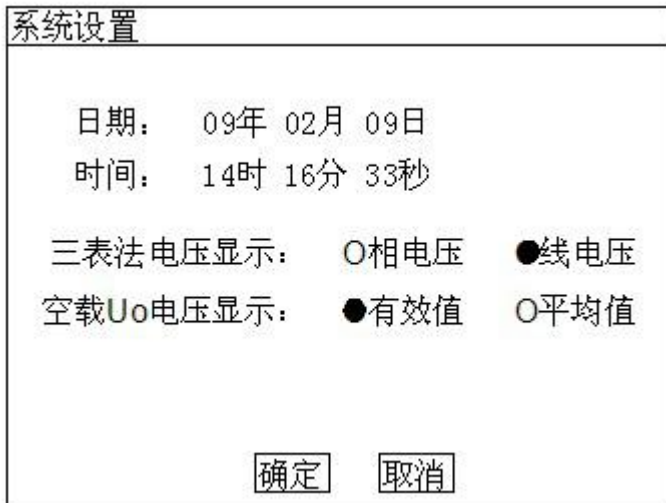 系统设置
日期： 09年 02月 09日
时间： 14时 16分 33秒
三表法电压显示： O相电压 ●线电压
空载Uo电压显示： ●有效值 O平均值
确定 取消